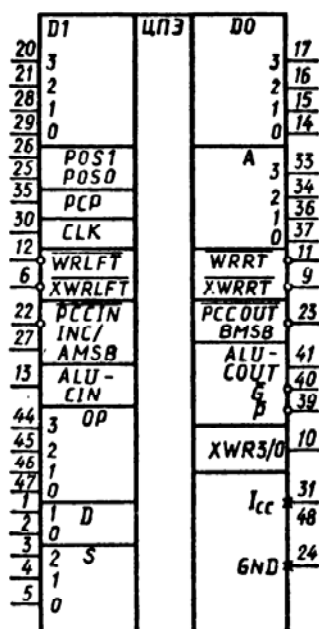 D1 ЦПЭ D0
20 3 3 17
21 2 2 16
28 1 1 15
29 0 0 14
26 POS1 A
25 POS0 3 33
35 PCP 2 34
30 CLK 1 36
0 37
12 WRLFT WRRT 11
6 XWRLFT XWRRT 9
22 PCCIN PCCOUT 23
27 INC/ BMSB
AMSB ALU- 41
13 ALU- COUT 40
CIN G 39
44 OP P
3
45 2 XWR3/0 10
46 1
47 0
1 1 D Icc 31
2 0 48
3 2 S GND 24
4 1
5 0